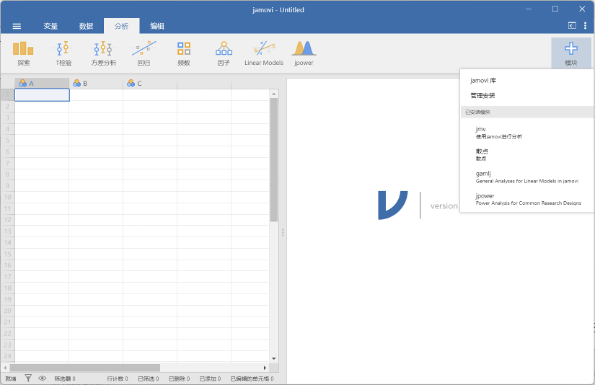 jamovi - Untitled
变量 数据 分析 编辑
探索 T检验 方差分析 回归 频数 因子 Linear Models jpower 模块
A B C
1
2
3
4
5
6
7
8
9
10
11
12
13
14
15
16
17
18
19
20
21
22
23
24
jamovi 库
管理安装
已安装模块
jmv
使用jamovi进行分析
散点
散点
gamlj
General Analyses for Linear Models in jamovi
jpower
Power Analysis for Common Research Designs
version
就绪 筛选器 0 行计数 0 已筛选 0 已删除 0 已添加 0 已编辑的单元格 0